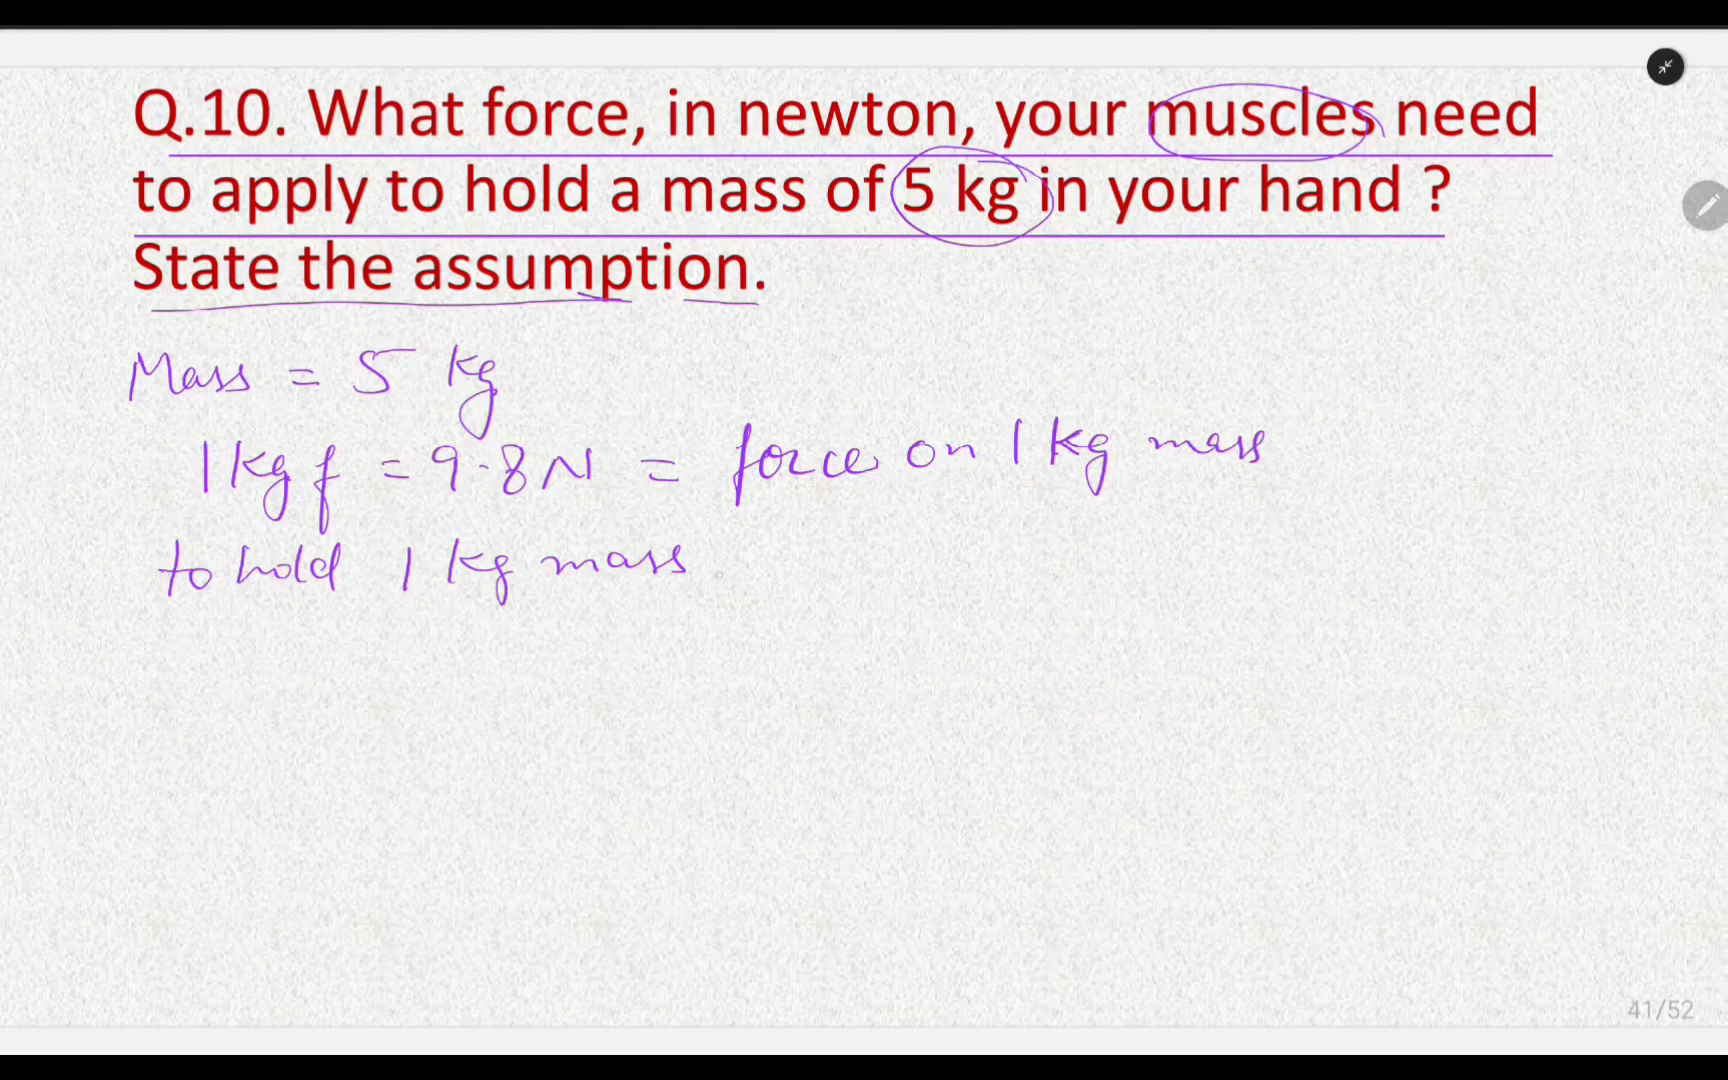 Q.10. What force, in newton, your muscles need
to apply to hold a mass of 5 kg in your hand ?
State the assumption.
Mass = 5 kg
1 kgf = 9.8 N = force on 1 kg mass
to hold 1 kg mass
41/52